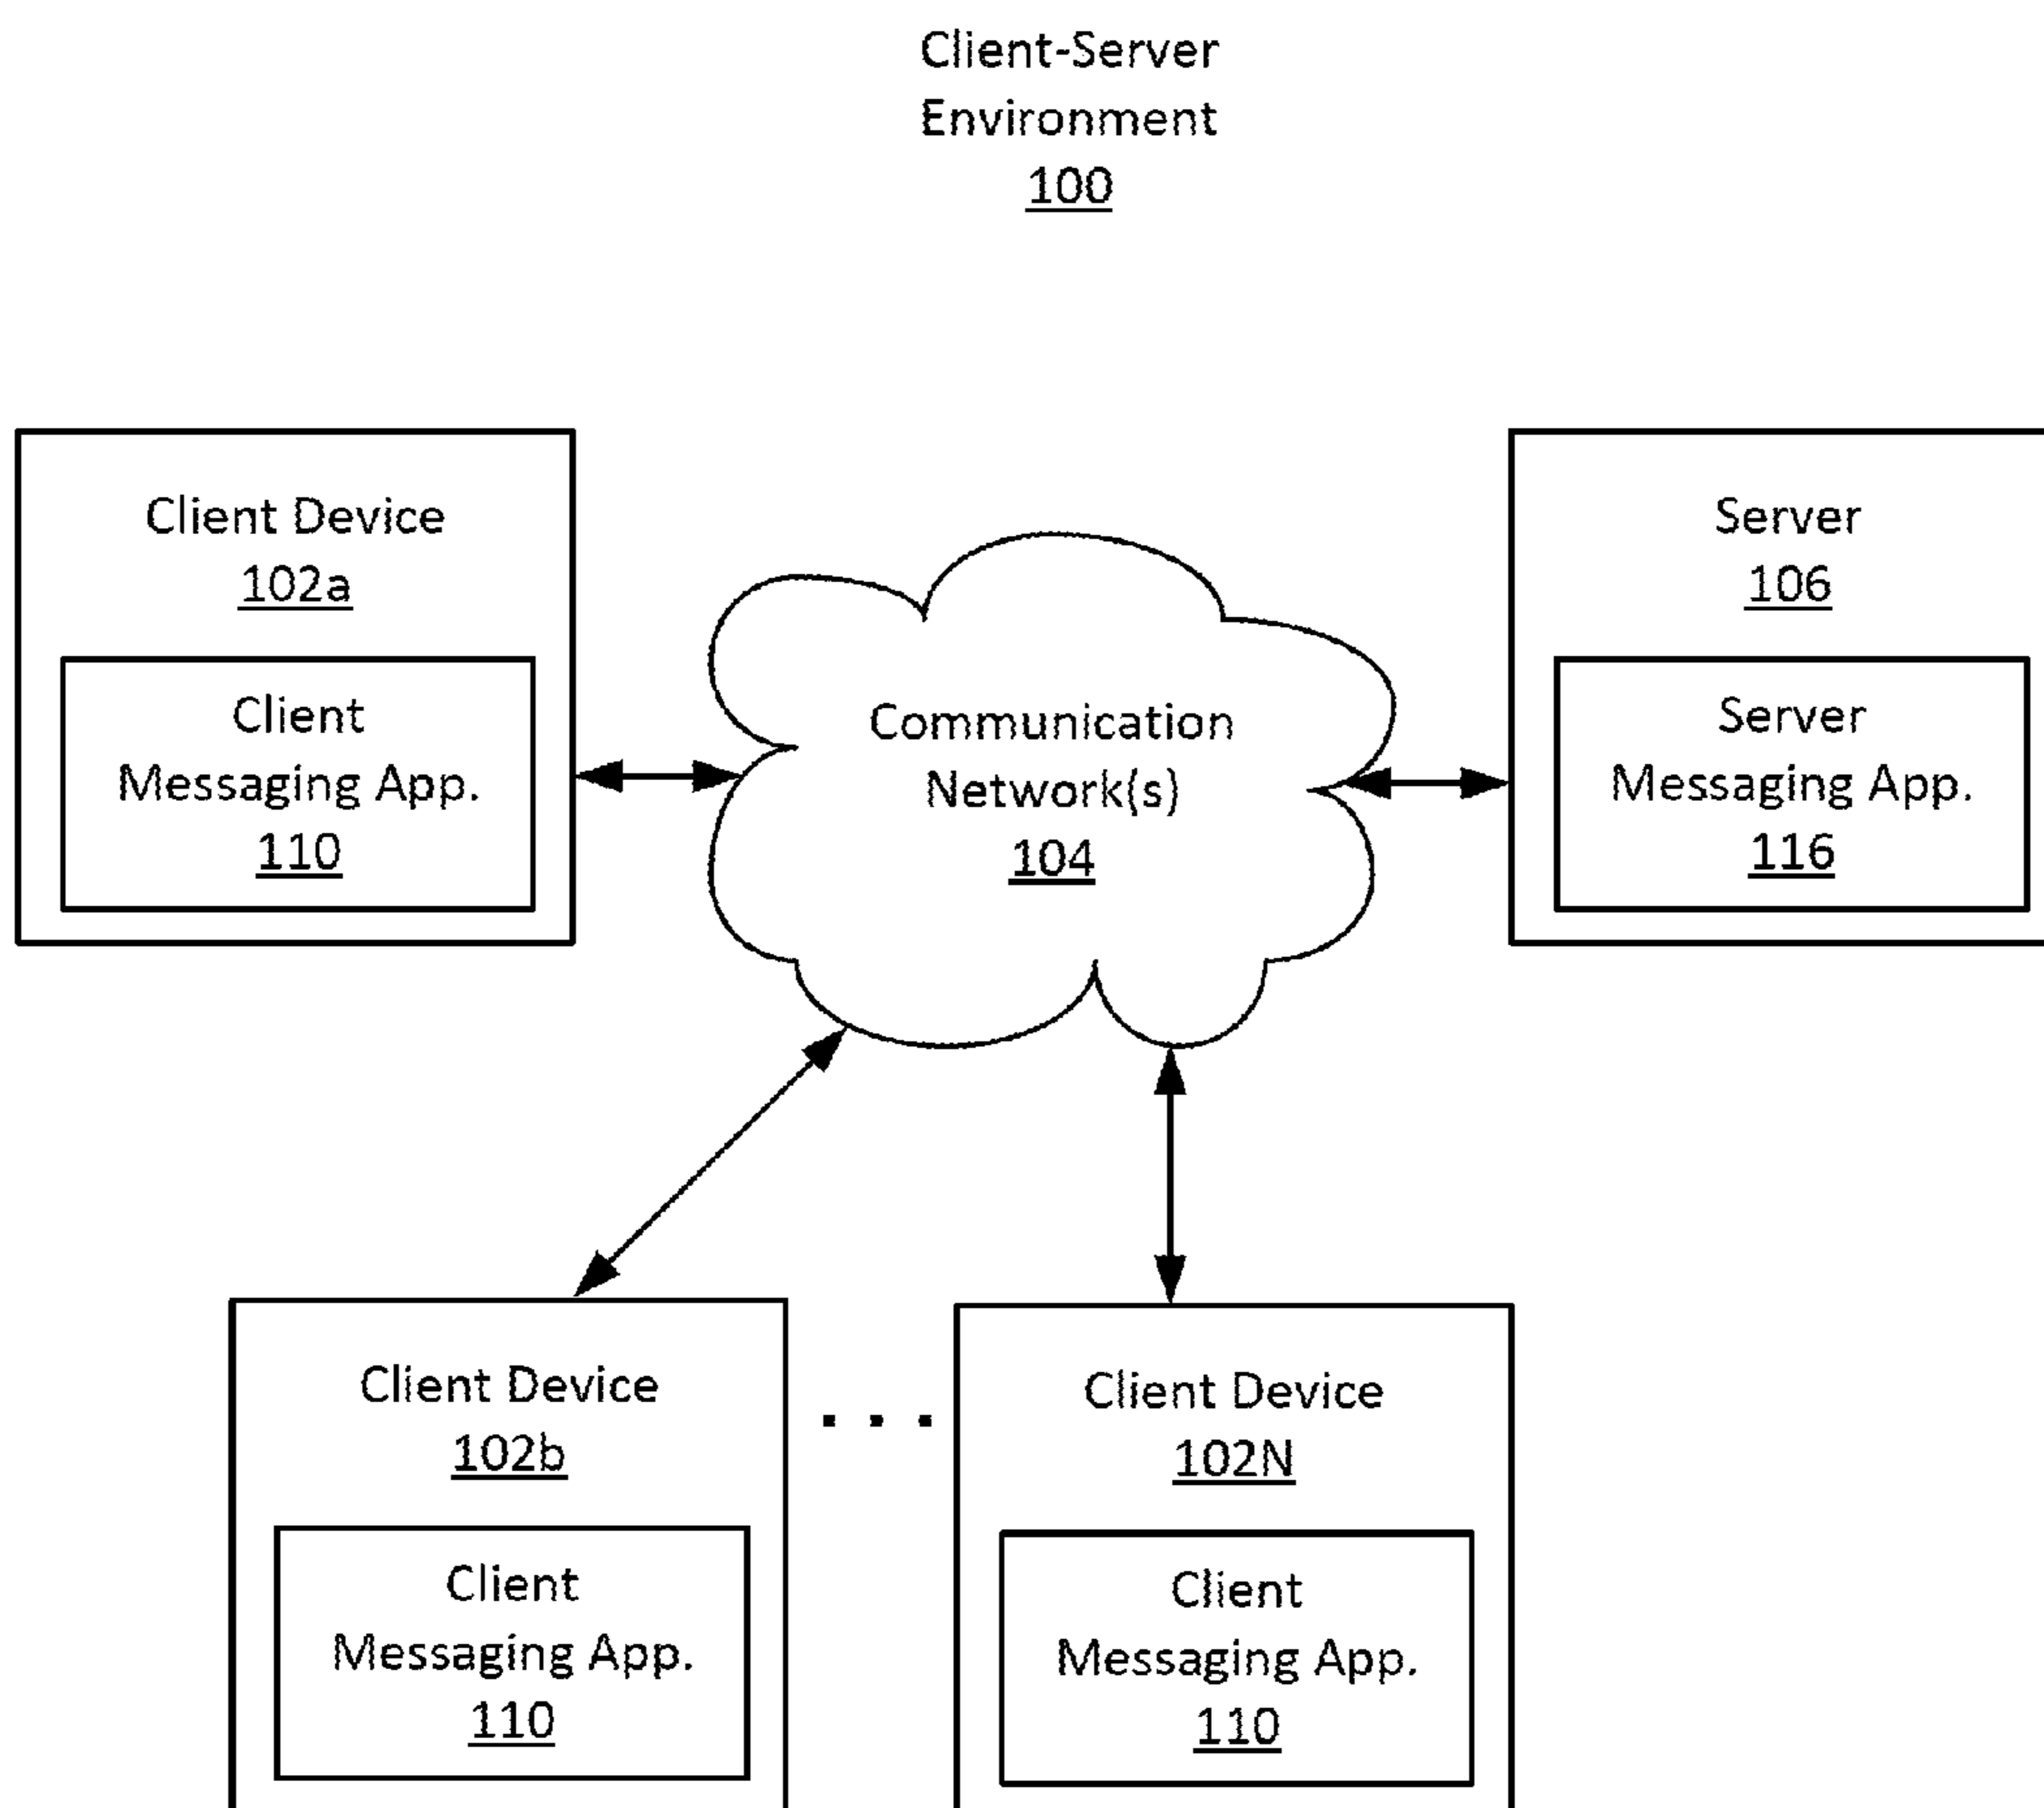 Client-Server
Environment
100
Client Device
102a
Client
Messaging App.
110
Communication
Network(s)
104
Server
106
Server
Messaging App.
116
Client Device
102b
Client
Messaging App.
110
. . .
Client Device
102N
Client
Messaging App.
110